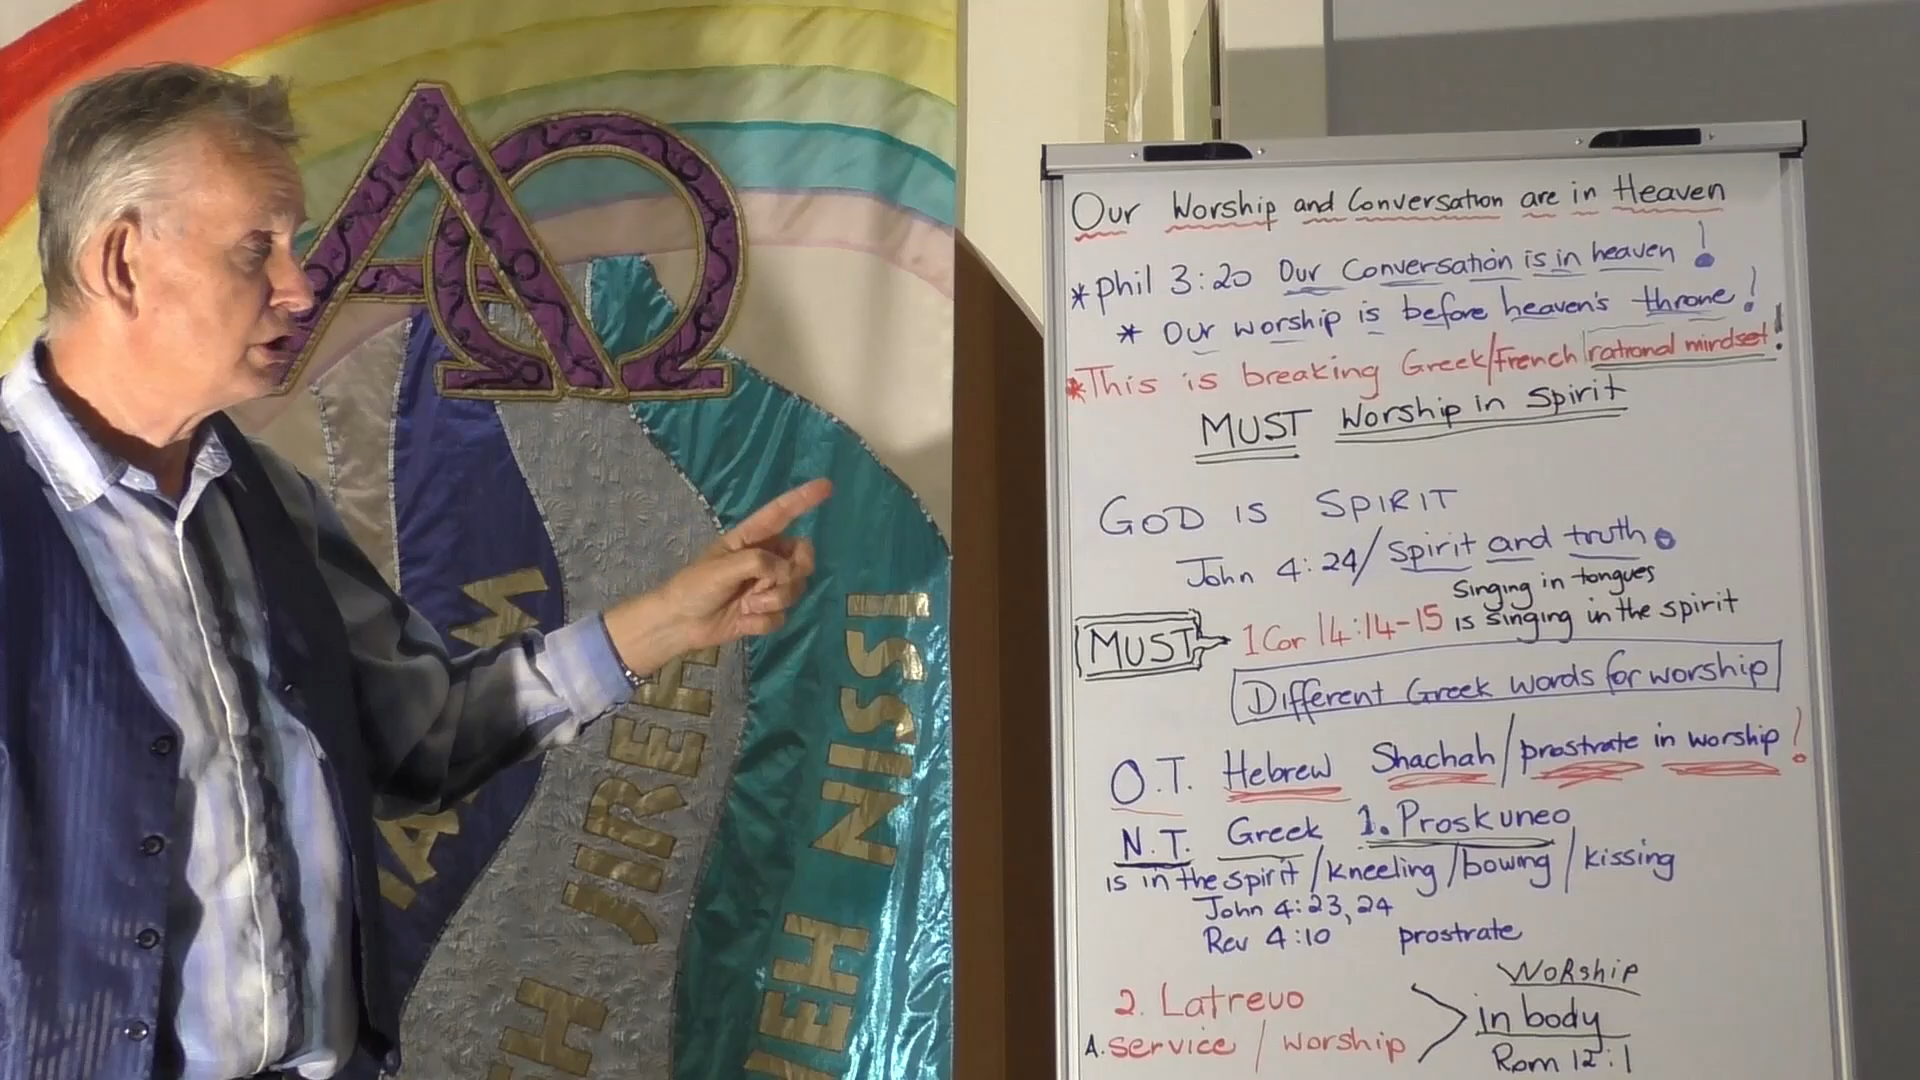 ΑΩ
Our Worship and Conversation are in Heaven
*phil 3:20 Our Conversation is in heaven!
* Our worship is before heaven's throne!
*This is breaking Greek/French rational mindset!
MUST Worship in Spirit
GOD IS SPIRIT
John 4:24/ Spirit and truth.
Singing in tongues
MUST 1 Cor 14:14-15 is singing in the spirit
Different Greek words for worship
O.T. Hebrew Shachah/prostrate in worship!
N.T. Greek 1. Proskuneo
is in the spirit/kneeling/bowing/kissing
John 4:23,24
Rev 4:10 prostrate
2. Latreuo
A. service / worship
Worship
in body
Rom 12:1
JIREH
NISSI